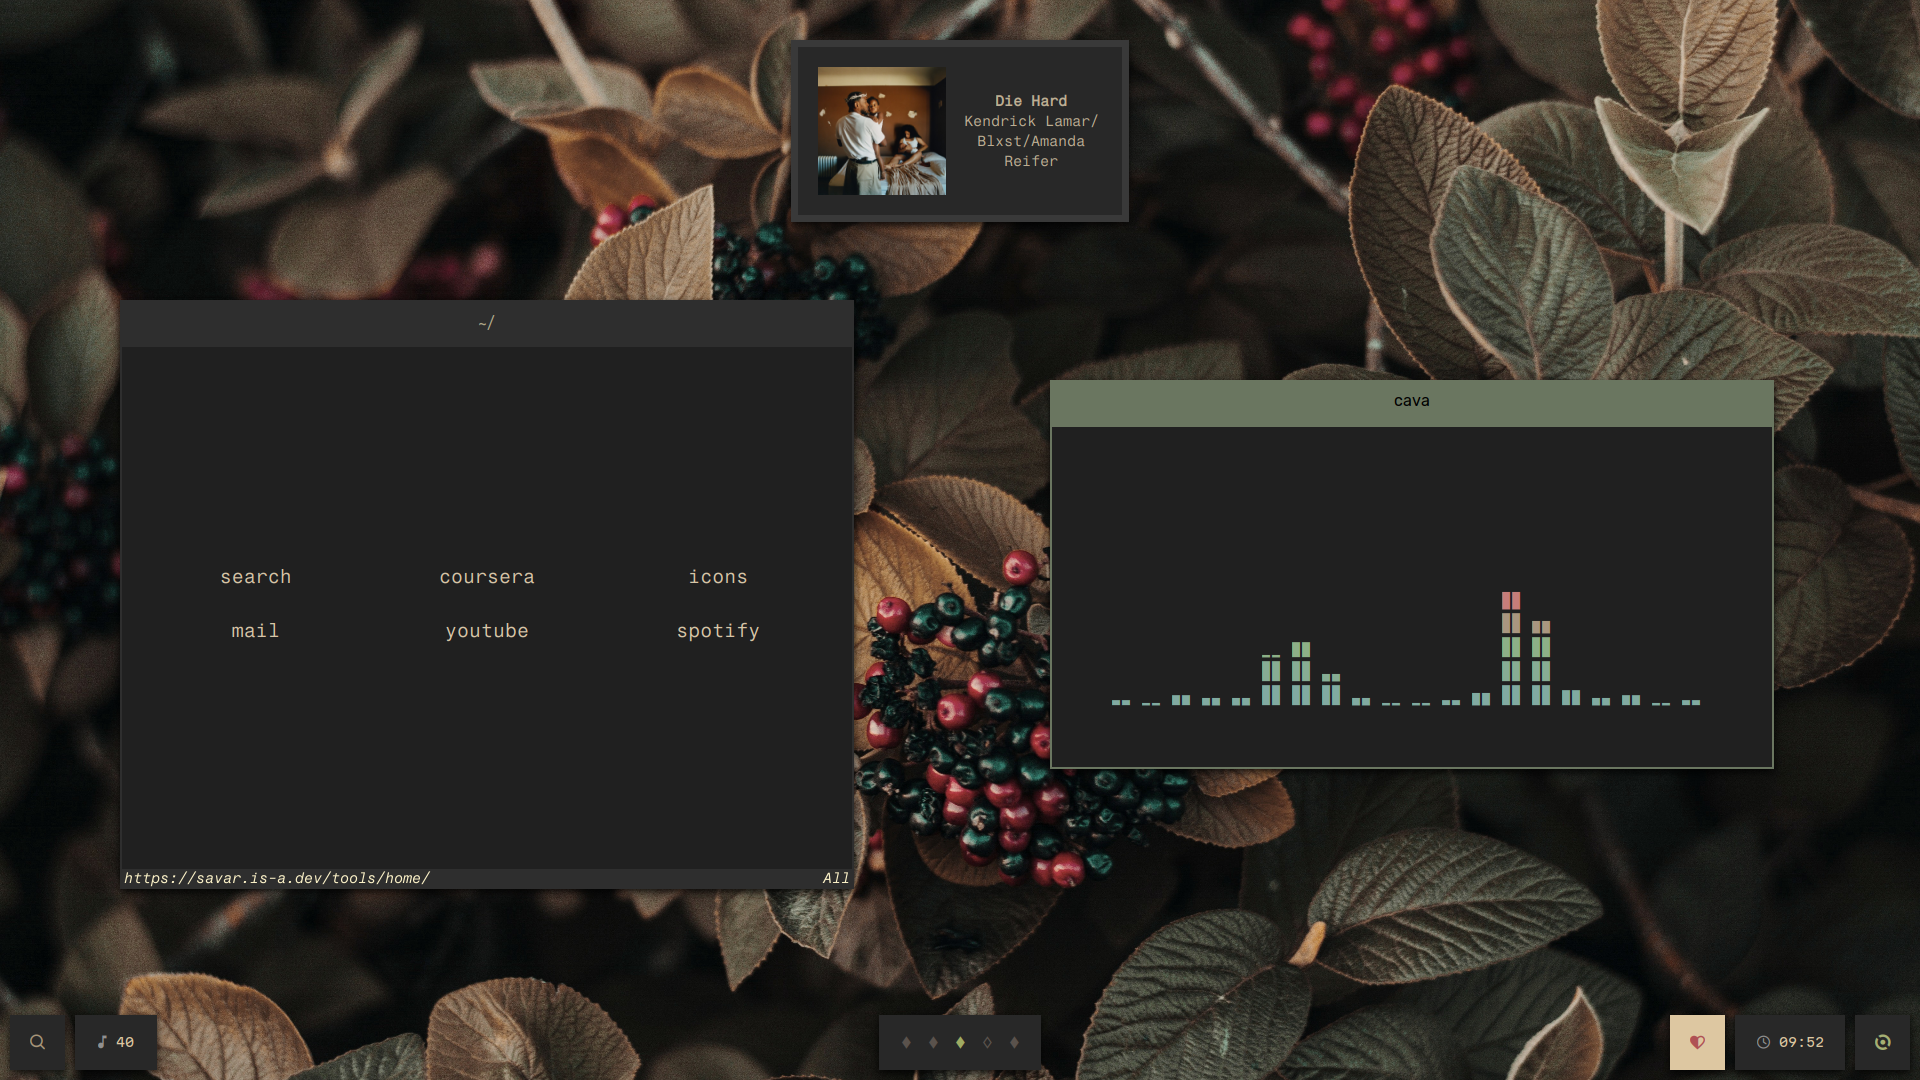 Die Hard
Kendrick Lamar/
Blxst/Amanda
Reifer
~/
search coursera icons
mail youtube spotify
https://savar.is-a.dev/tools/home/ All
cava
40
09:52